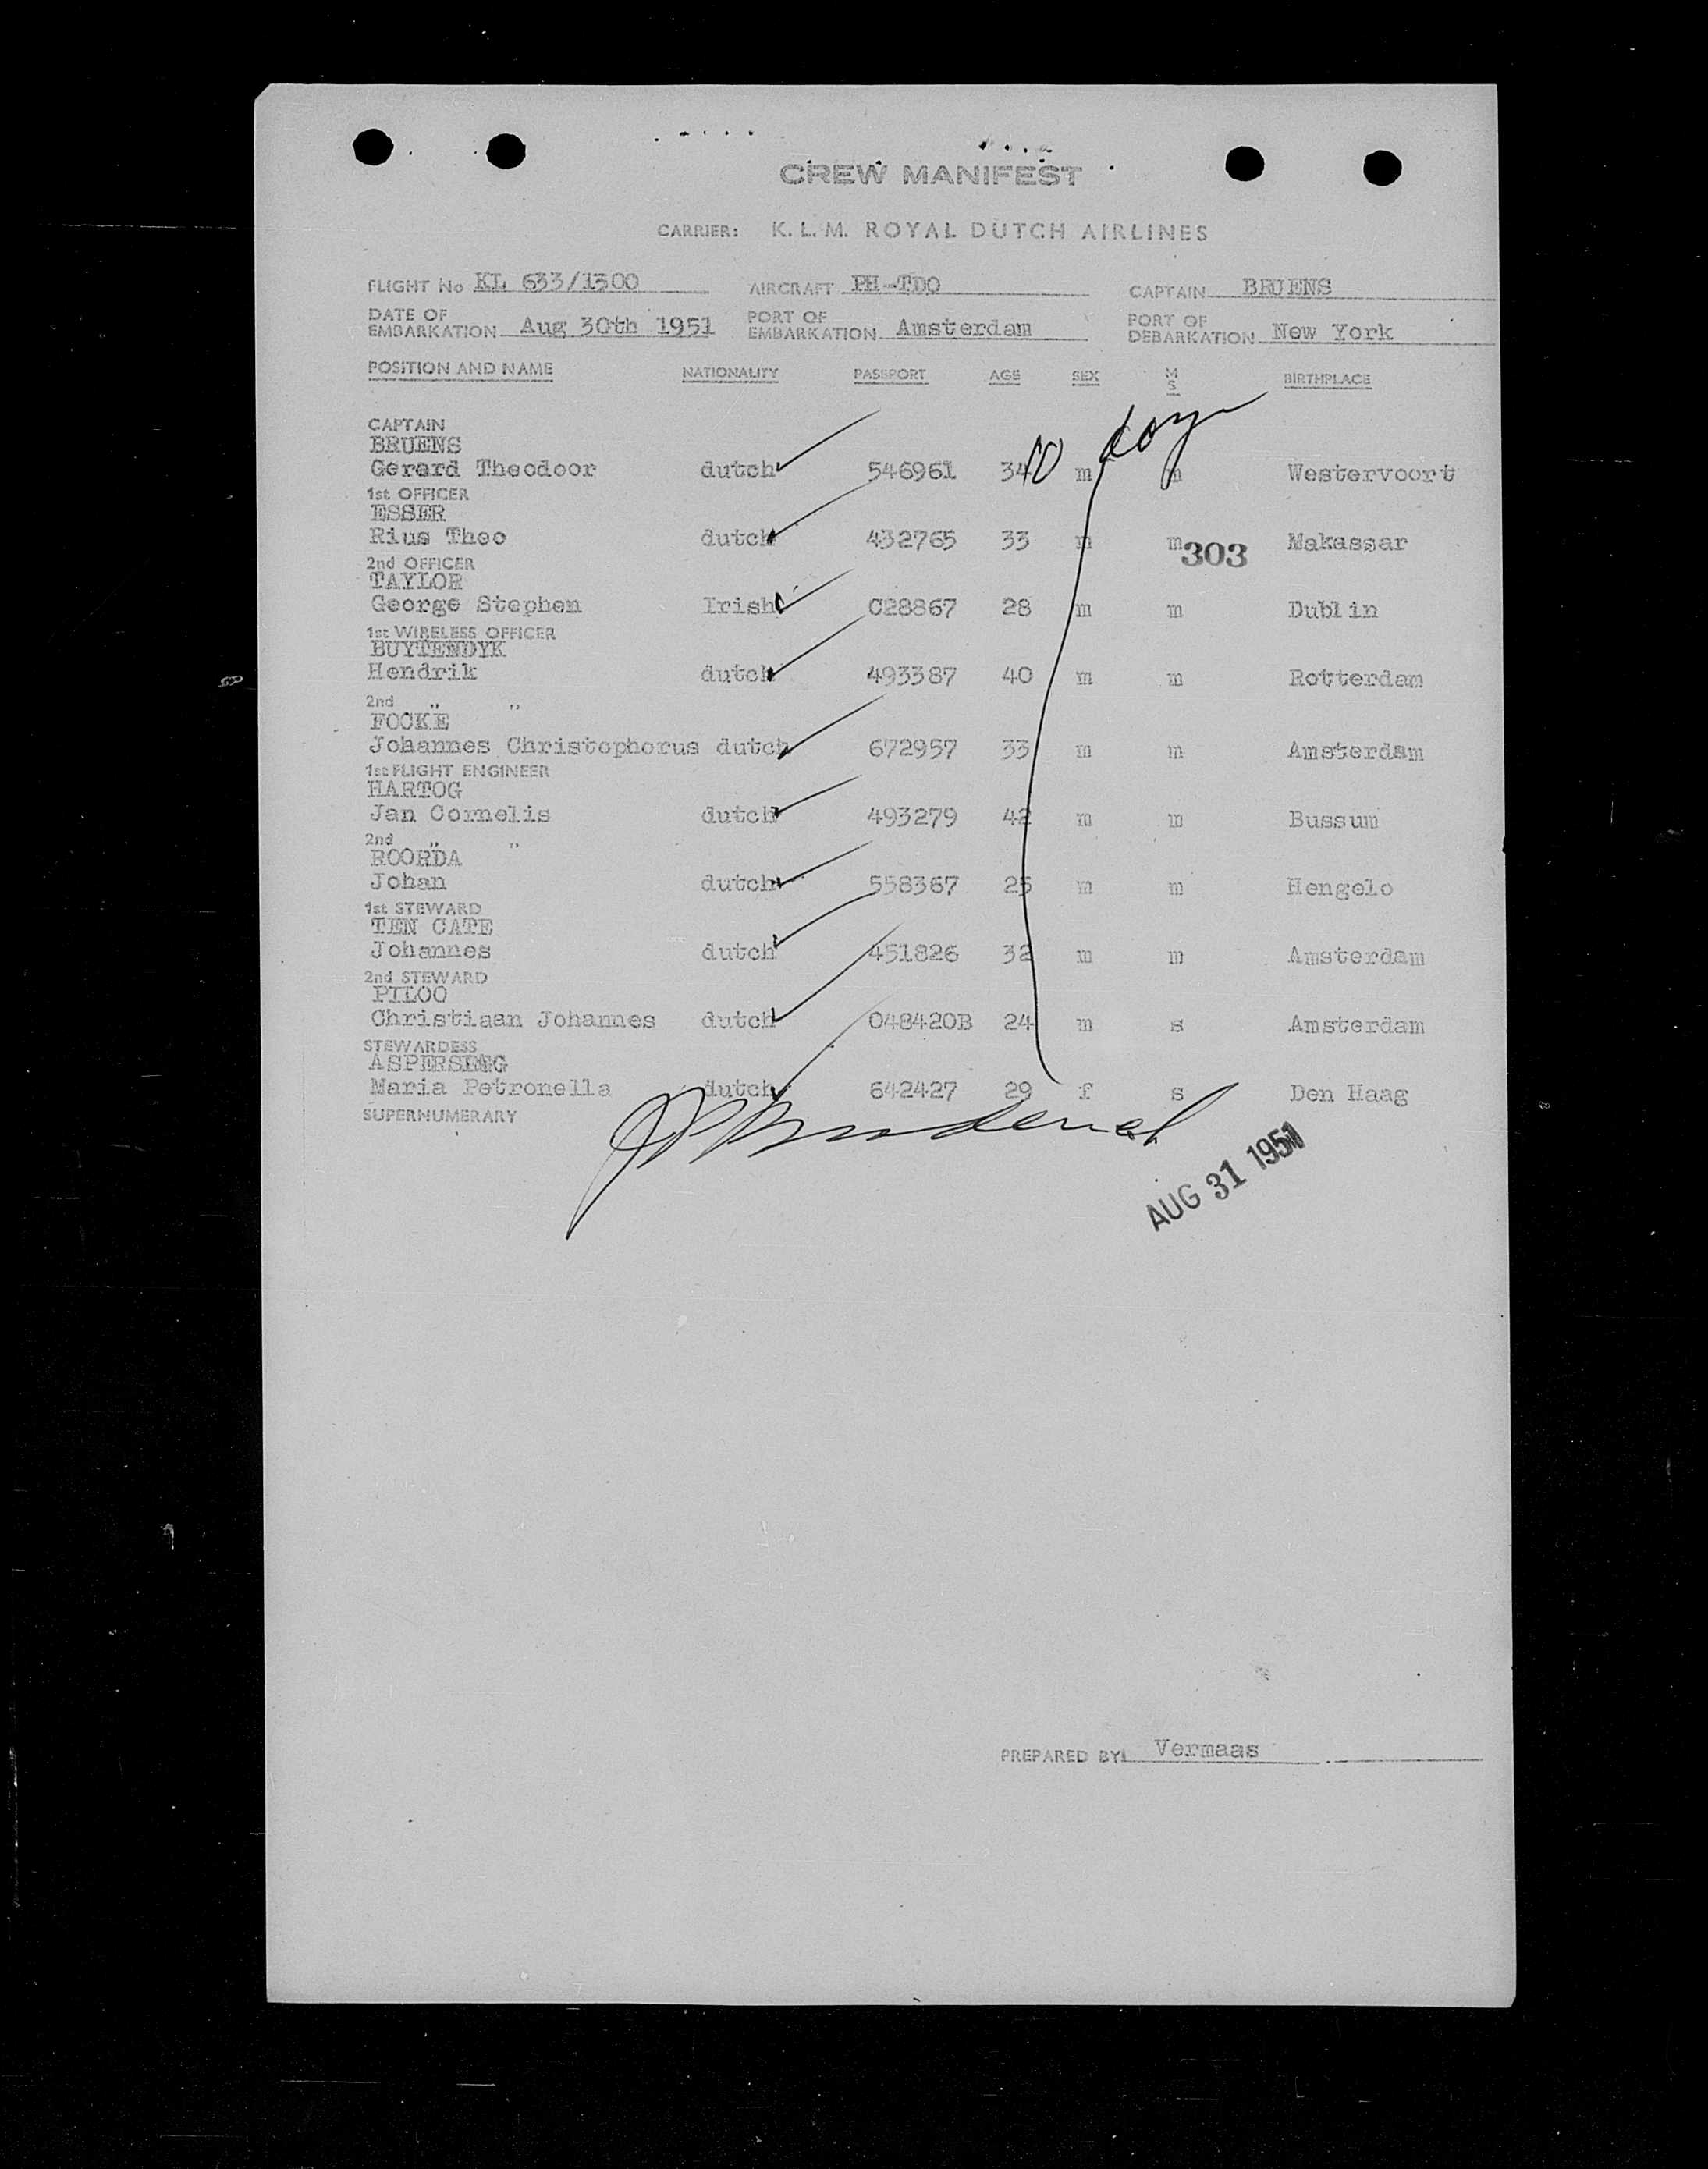 CREW MANIFEST
CARRIER: K. L. M. ROYAL DUTCH AIRLINES
FLIGHT No KL 633/1300 AIRCRAFT PH-TDO CAPTAIN BRUENS
DATE OF EMBARKATION Aug 30th 1951 PORT OF EMBARKATION Amsterdam PORT OF DEBARKATION New York
POSITION AND NAME NATIONALITY PASSPORT AGE SEX M S BIRTHPLACE
10 days
CAPTAIN
BRUENS
Gerard Theodoor dutch 546961 34 m m Westervoort
1st OFFICER
ESSER
Rius Theo dutch 432765 33 m m Makassar
303
2nd OFFICER
TAYLOR
George Stephen Irish 028867 28 m m Dublin
1st WIRELESS OFFICER
BUYTENDYK
Hendrik dutch 493387 40 m m Rotterdam
2nd " "
FOCKE
Johannes Christophorus dutch 672957 33 m m Amsterdam
1st FLIGHT ENGINEER
HARTOG
Jan Cornelis dutch 493279 42 m m Bussum
2nd " "
ROORDA
Johan dutch 558367 25 m m Hengelo
1st STEWARD
TEN CATE
Johannes dutch 451826 32 m m Amsterdam
2nd STEWARD
PILOO
Christiaan Johannes dutch 048420B 24 m s Amsterdam
STEWARDESS
Maria Petronella dutch 642427 29 f s Den Haag
SUPERNUMERARY
AUG 31 1951
PREPARED BY: Vermaas